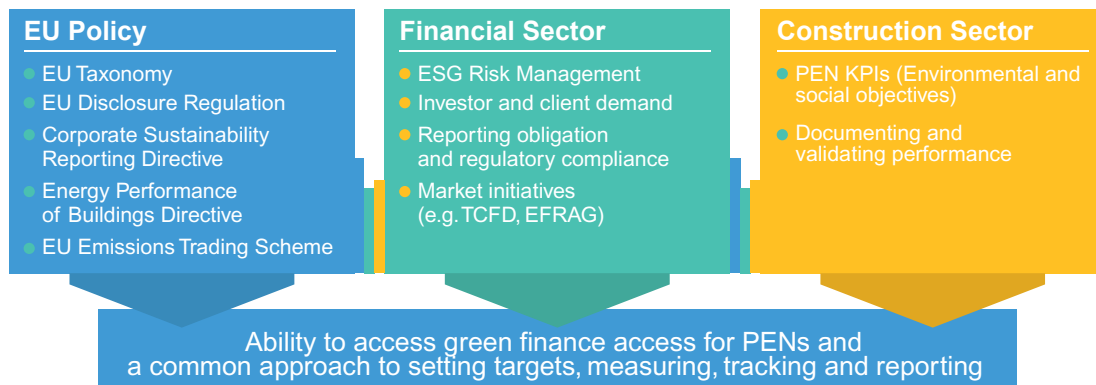 EU Policy
EU Taxonomy
EU Disclosure Regulation
Corporate Sustainability
Reporting Directive
Energy Performance
of Buildings Directive
EU Emissions Trading Scheme
Financial Sector
ESG Risk Management
Investor and client demand
Reporting obligation
and regulatory compliance
Market initiatives
(e.g. TCFD, EFRAG)
Construction Sector
PEN KPIs (Environmental and
social objectives)
Documenting and
validating performance
Ability to access green finance access for PENs and
a common approach to setting targets, measuring, tracking and reporting